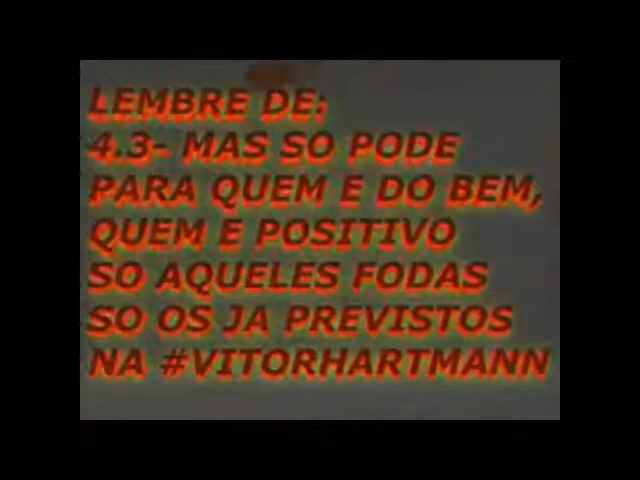 LEMBRE DE:
4.3- MAS SO PODE
PARA QUEM E DO BEM,
QUEM E POSITIVO
SO AQUELES FODAS
SO OS JA PREVISTOS
NA #VITORHARTMANN